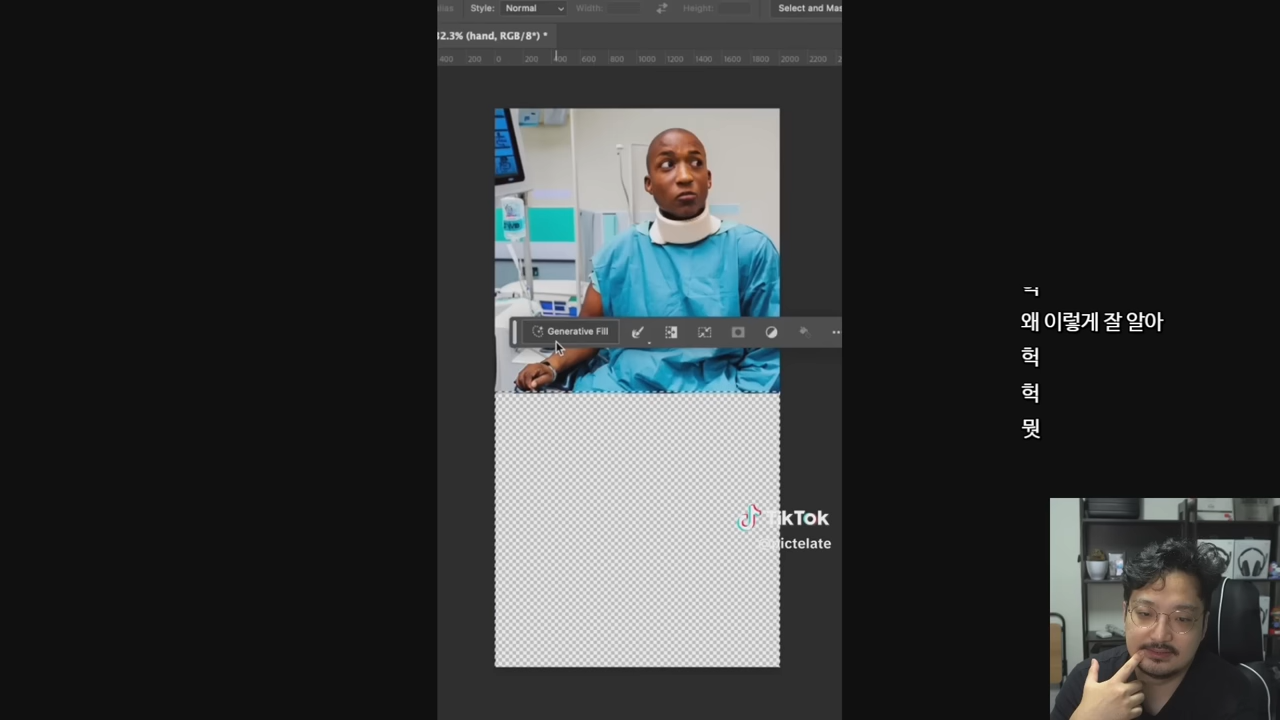 Style: Normal Width: Height: Select and Mas
32.3% (hand, RGB/8*) *
400 200 0 200 400 600 800 1000 1200 1400 1600 1800 2000 2200
Generative Fill
TikTok
@pictelate
왜 이렇게 잘 알아
헉
헉
뭣